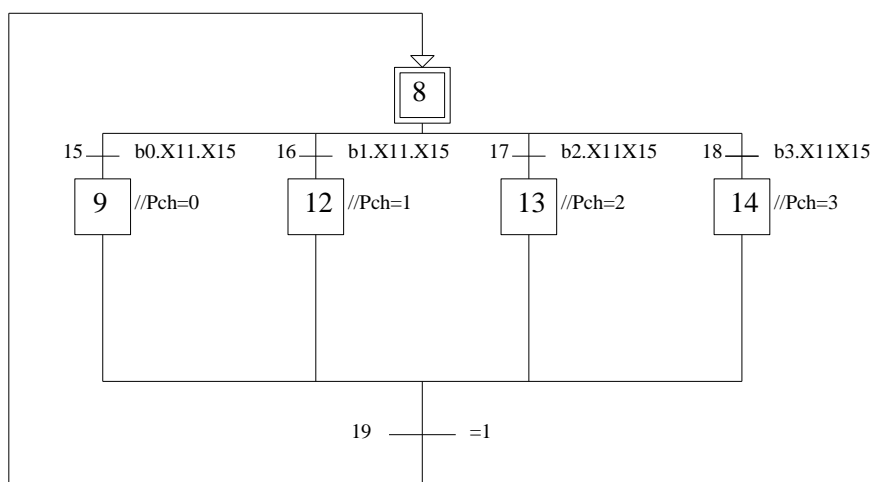 8
15 b0.X11.X15 16 b1.X11.X15 17 b2.X11X15 18 b3.X11X15
9 //Pch=0 12 //Pch=1 13 //Pch=2 14 //Pch=3
19 =1